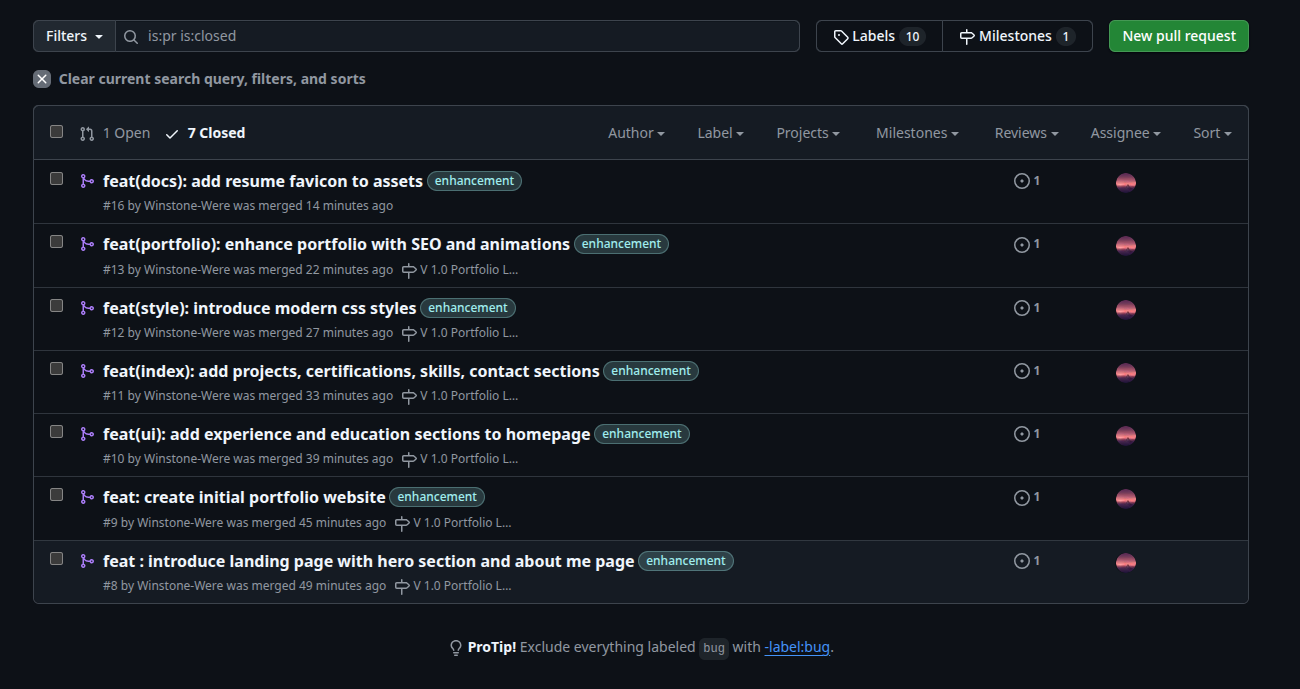 Filters is:pr is:closed Labels 10 Milestones 1 New pull request
Clear current search query, filters, and sorts
1 Open 7 Closed Author Label Projects Milestones Reviews Assignee Sort
feat(docs): add resume favicon to assets enhancement 1
#16 by Winstone-Were was merged 14 minutes ago
feat(portfolio): enhance portfolio with SEO and animations enhancement 1
#13 by Winstone-Were was merged 22 minutes ago V 1.0 Portfolio L...
feat(style): introduce modern css styles enhancement 1
#12 by Winstone-Were was merged 27 minutes ago V 1.0 Portfolio L...
feat(index): add projects, certifications, skills, contact sections enhancement 1
#11 by Winstone-Were was merged 33 minutes ago V 1.0 Portfolio L...
feat(ui): add experience and education sections to homepage enhancement 1
#10 by Winstone-Were was merged 39 minutes ago V 1.0 Portfolio L...
feat: create initial portfolio website enhancement 1
#9 by Winstone-Were was merged 45 minutes ago V 1.0 Portfolio L...
feat : introduce landing page with hero section and about me page enhancement 1
#8 by Winstone-Were was merged 49 minutes ago V 1.0 Portfolio L...
ProTip! Exclude everything labeled bug with -label:bug.